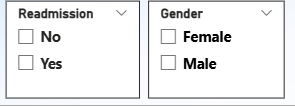 Readmission
No
Yes
Gender
Female
Male